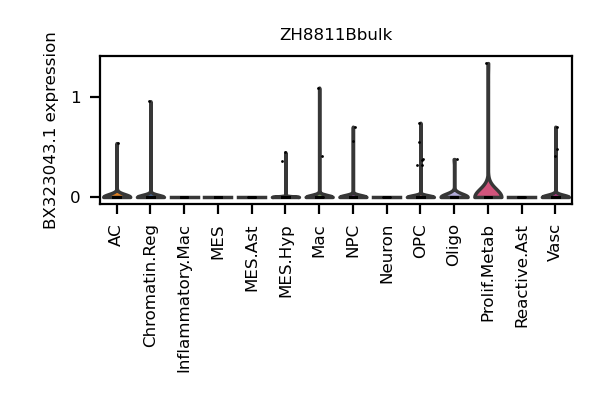 ZH8811Bbulk
BX323043.1 expression
1
0
AC
Chromatin.Reg
Inflammatory.Mac
MES
MES.Ast
MES.Hyp
Mac
NPC
Neuron
OPC
Oligo
Prolif.Metab
Reactive.Ast
Vasc